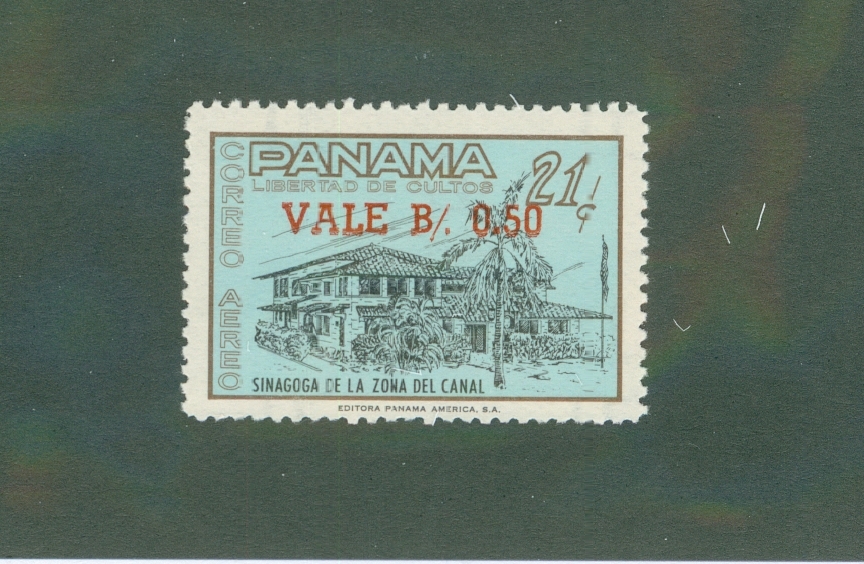 CORREO AEREO
PANAMA
LIBERTAD DE CULTOS
21¢
VALE B/. 0.50
SINAGOGA DE LA ZONA DEL CANAL
EDITORA PANAMA AMERICA, S.A.